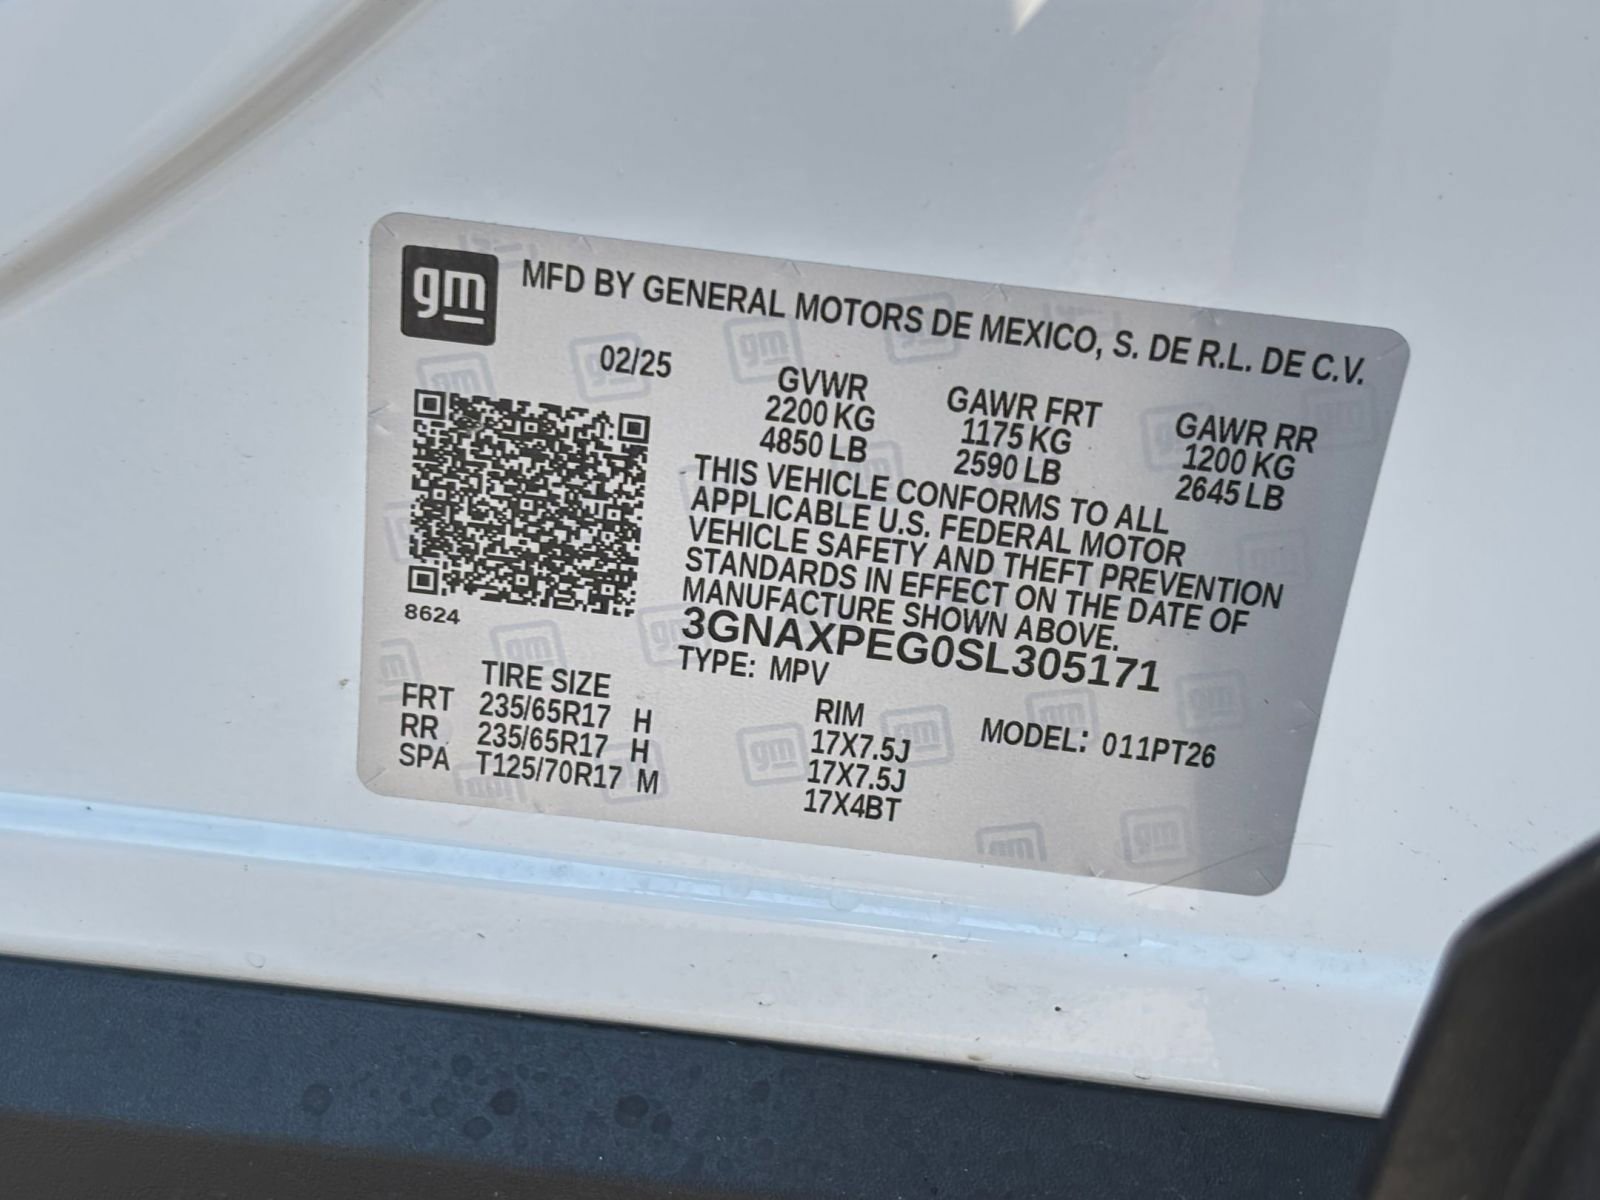 gm MFD BY GENERAL MOTORS DE MEXICO, S. DE R.L. DE C.V.
02/25 GVWR GAWR FRT GAWR RR
2200 KG 1175 KG 1200 KG
4850 LB 2590 LB 2645 LB
THIS VEHICLE CONFORMS TO ALL
APPLICABLE U.S. FEDERAL MOTOR
VEHICLE SAFETY AND THEFT PREVENTION
STANDARDS IN EFFECT ON THE DATE OF
MANUFACTURE SHOWN ABOVE.
8624
3GNAXPEG0SL305171
TYPE: MPV
TIRE SIZE RIM MODEL: 011PT26
FRT 235/65R17 H 17X7.5J
RR 235/65R17 H 17X7.5J
SPA T125/70R17 M 17X4BT